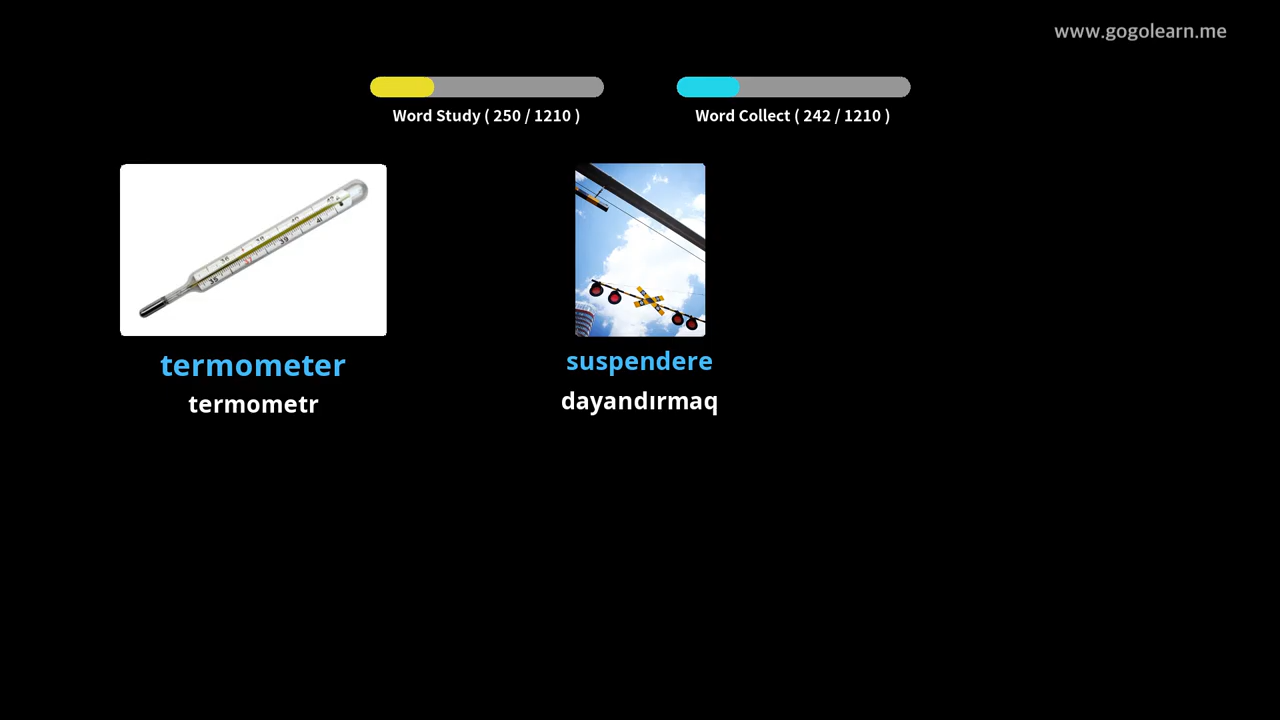 www.gogolearn.me
Word Study ( 250 / 1210 )
Word Collect ( 242 / 1210 )
termometer
termometr
suspendere
dayandırmaq